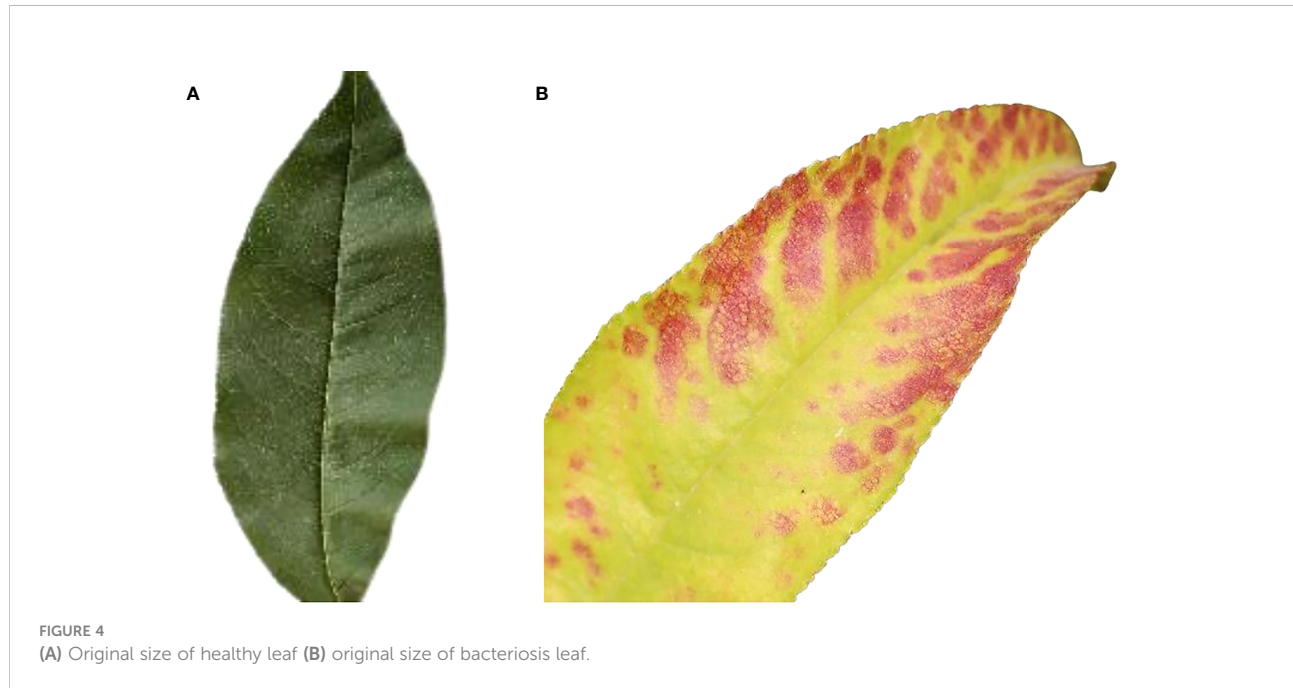 A
B
FIGURE 4
(A) Original size of healthy leaf (B) original size of bacteriosis leaf.